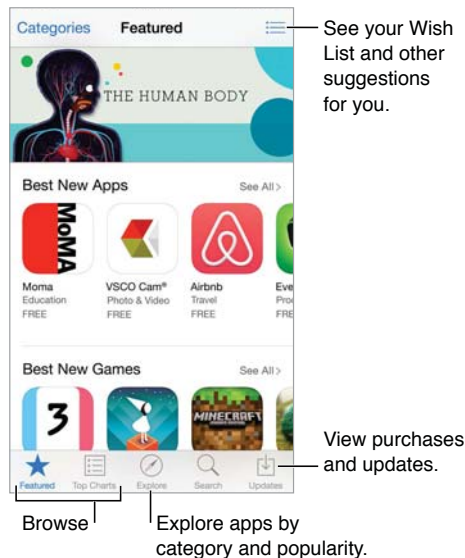 Categories
Featured
See your Wish
List and other
suggestions
for you.
THE HUMAN BODY
Best New Apps
See All >
MoMA
Moma
Education
FREE
VSCO Cam®
Photo & Video
FREE
Airbnb
Travel
FREE
Eve
Pro
FRE
Best New Games
See All >
3
MINECRAFT
View purchases
and updates.
Featured
Top Charts
Explore
Search
Updates
Browse
Explore apps by
category and popularity.